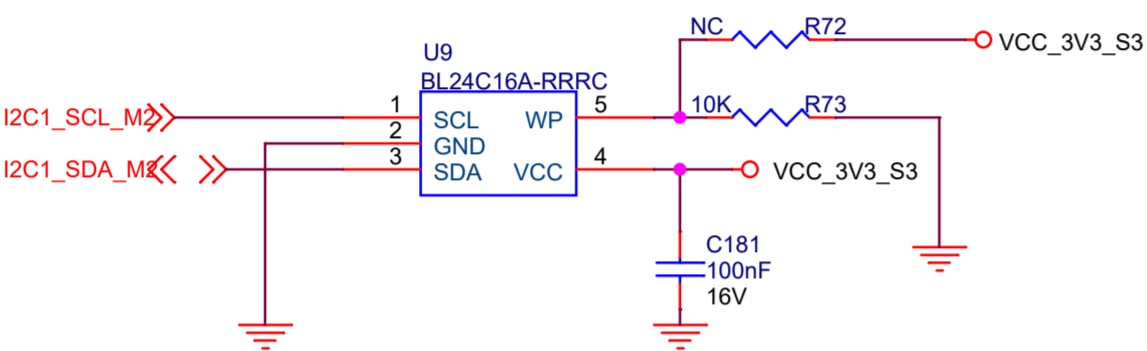 NC R72
VCC_3V3_S3
U9
BL24C16A-RRRC
I2C1_SCL_M2
1
SCL
WP
5
10K R73
2
GND
I2C1_SDA_M2
3
SDA
VCC
4
VCC_3V3_S3
C181
100nF
16V